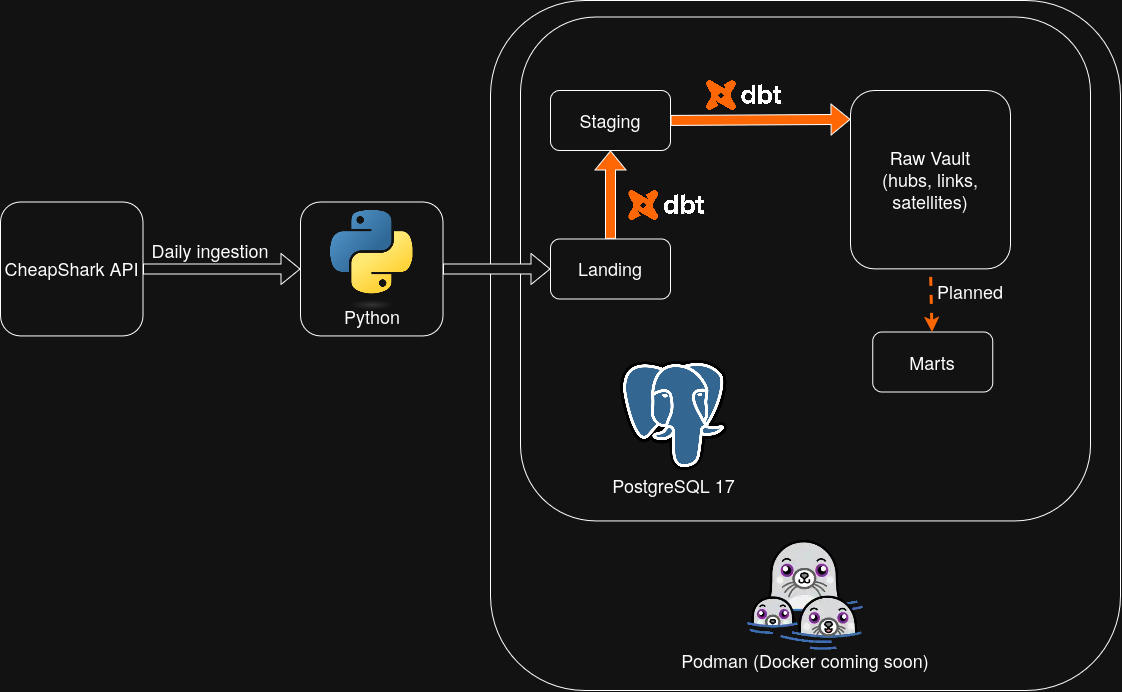 dbt
Staging
Raw Vault
(hubs, links,
satellites)
dbt
Daily ingestion
CheapShark API
Landing
Planned
Python
Marts
PostgreSQL 17
Podman (Docker coming soon)